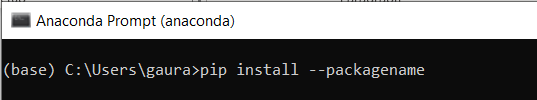 Anaconda Prompt (anaconda)
(base) C:\Users\gaura>pip install --packagename